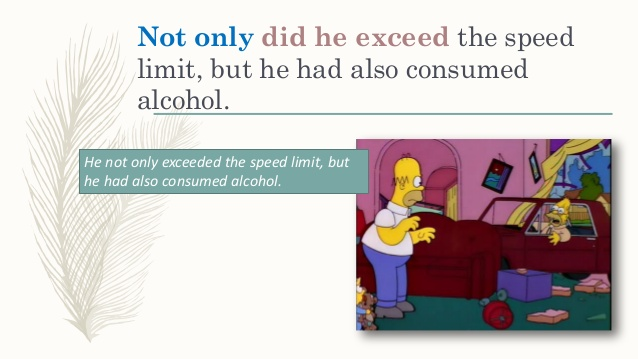 Not only did he exceed the speed
limit, but he had also consumed
alcohol.
He not only exceeded the speed limit, but
he had also consumed alcohol.